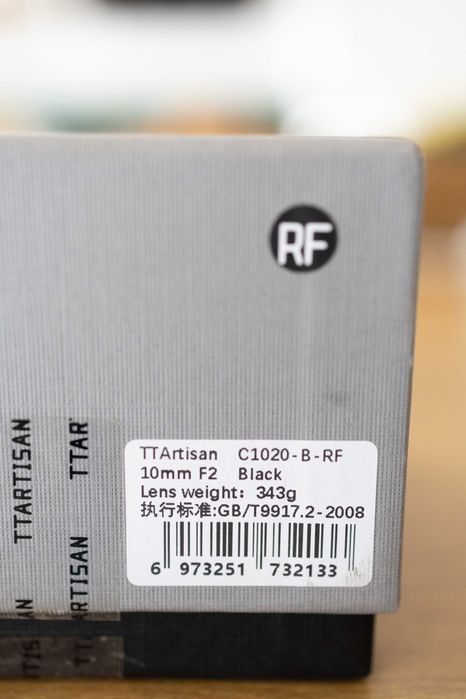 RF
TTArtisan C1020-B-RF
10mm F2 Black
Lens weight: 343g
执行标准:GB/T9917.2-2008
6 973251 732133
TTARTISAN
TTAR
TTARTISAN